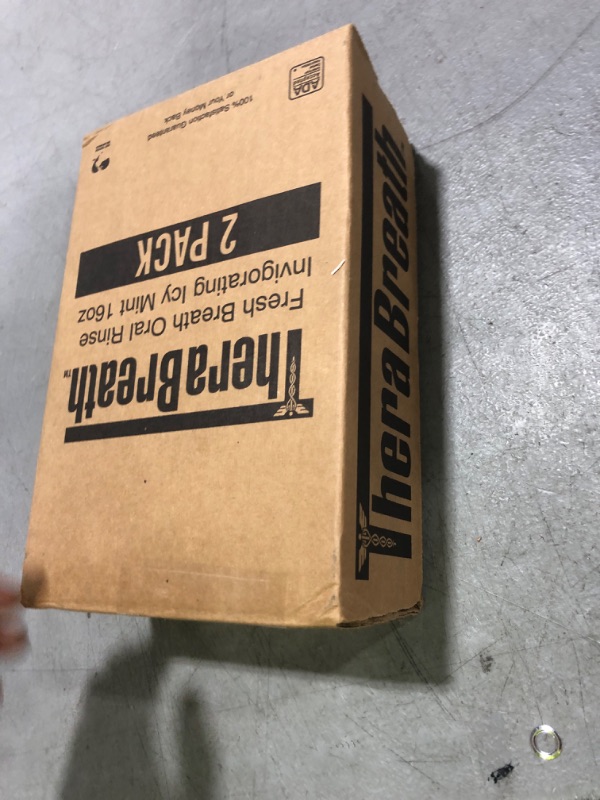 TheraBreath™
Fresh Breath Oral Rinse
Invigorating Icy Mint 16oz
2 PACK
100% Satisfaction Guaranteed
or Your Money Back
ADA
TheraBreath